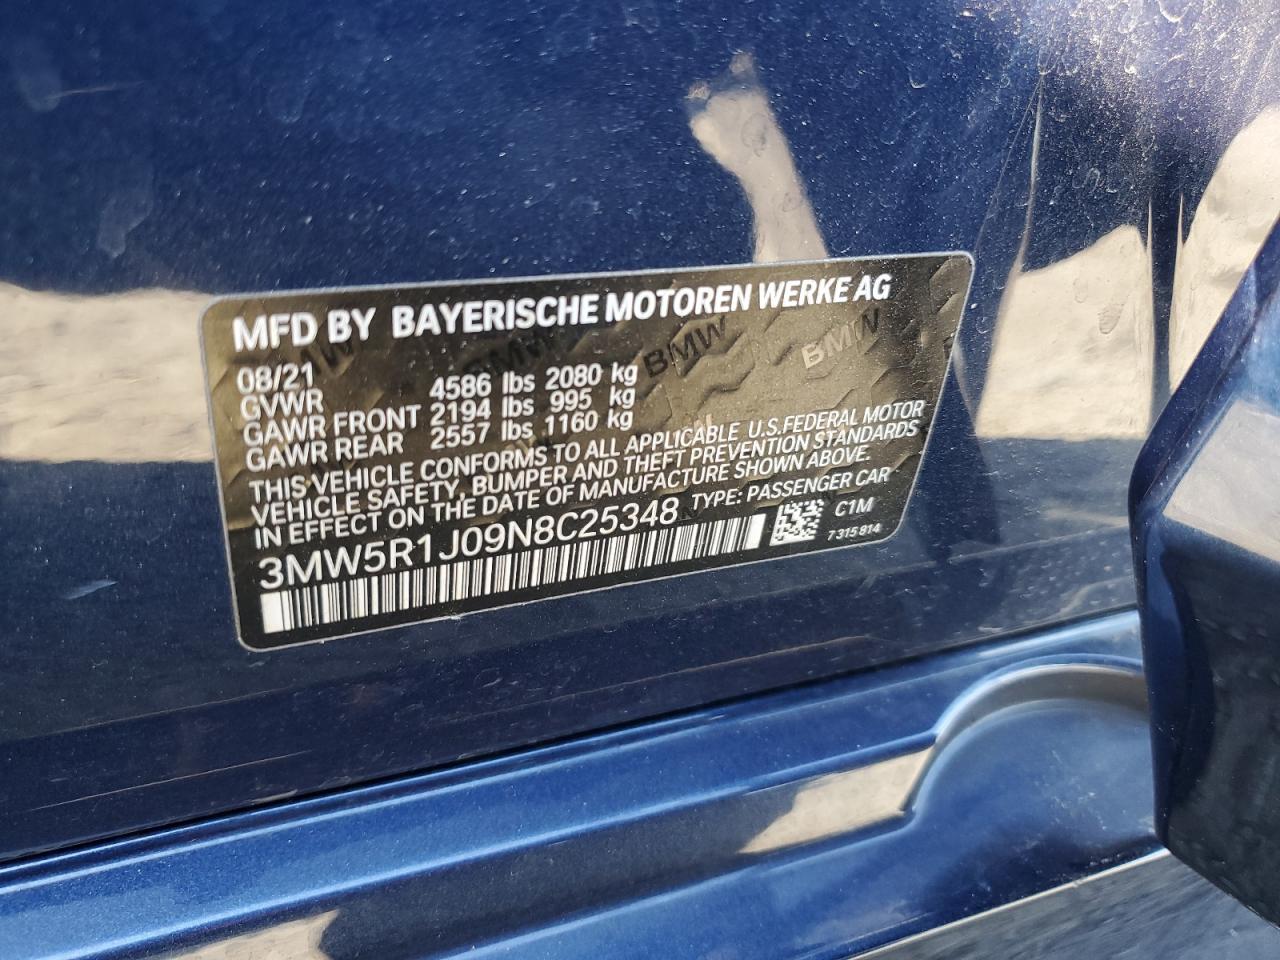 MFD BY BAYERISCHE MOTOREN WERKE AG
08/21
GVWR 4586 lbs 2080 kg
GAWR FRONT 2194 lbs 995 kg
GAWR REAR 2557 lbs 1160 kg
THIS VEHICLE CONFORMS TO ALL APPLICABLE U.S.FEDERAL MOTOR
VEHICLE SAFETY, BUMPER AND THEFT PREVENTION STANDARDS
IN EFFECT ON THE DATE OF MANUFACTURE SHOWN ABOVE.
TYPE: PASSENGER CAR
3MW5R1J09N8C25348
C1M
7 315 814
BMW
BMW
BMW
BMW